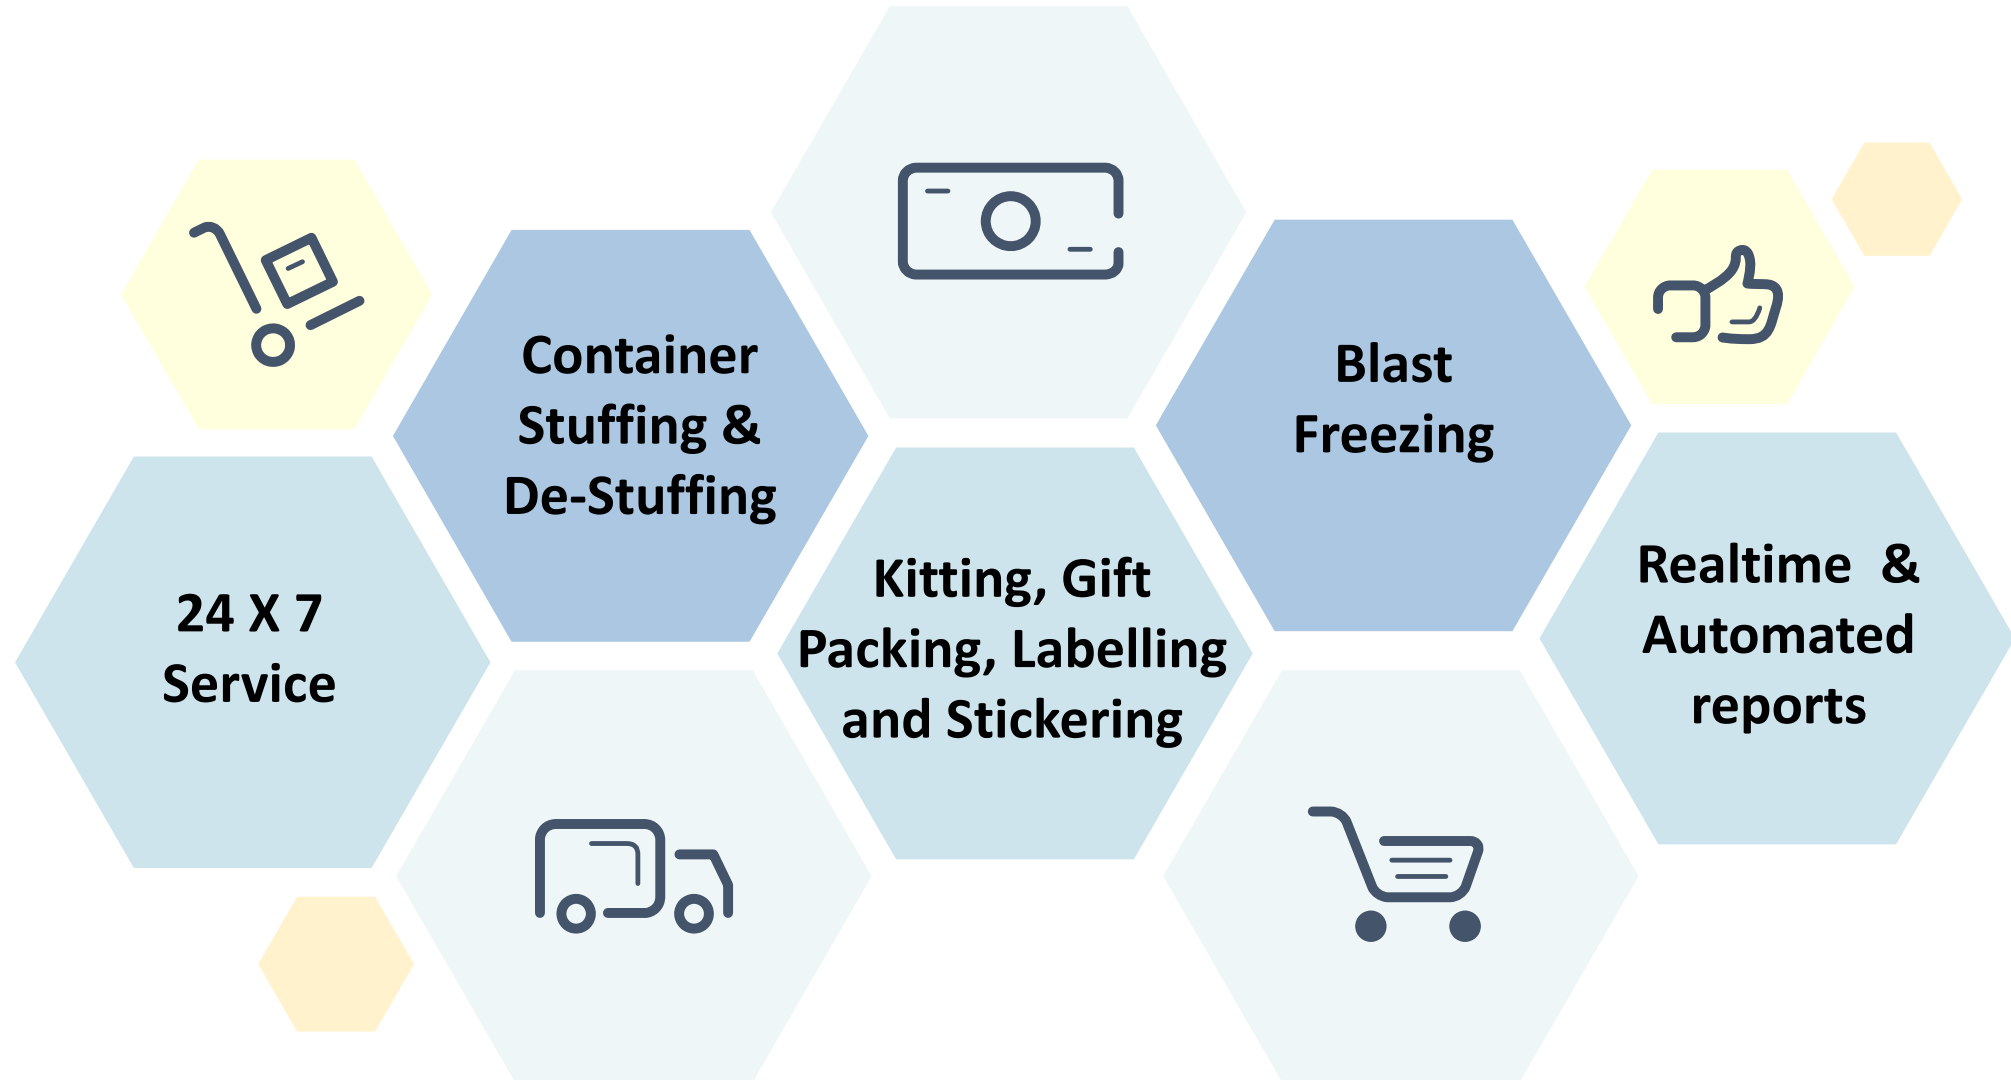 24 X 7
Service
Container
Stuffing &
De-Stuffing
Kitting, Gift
Packing, Labelling
and Stickering
Blast
Freezing
Realtime  &
Automated
reports